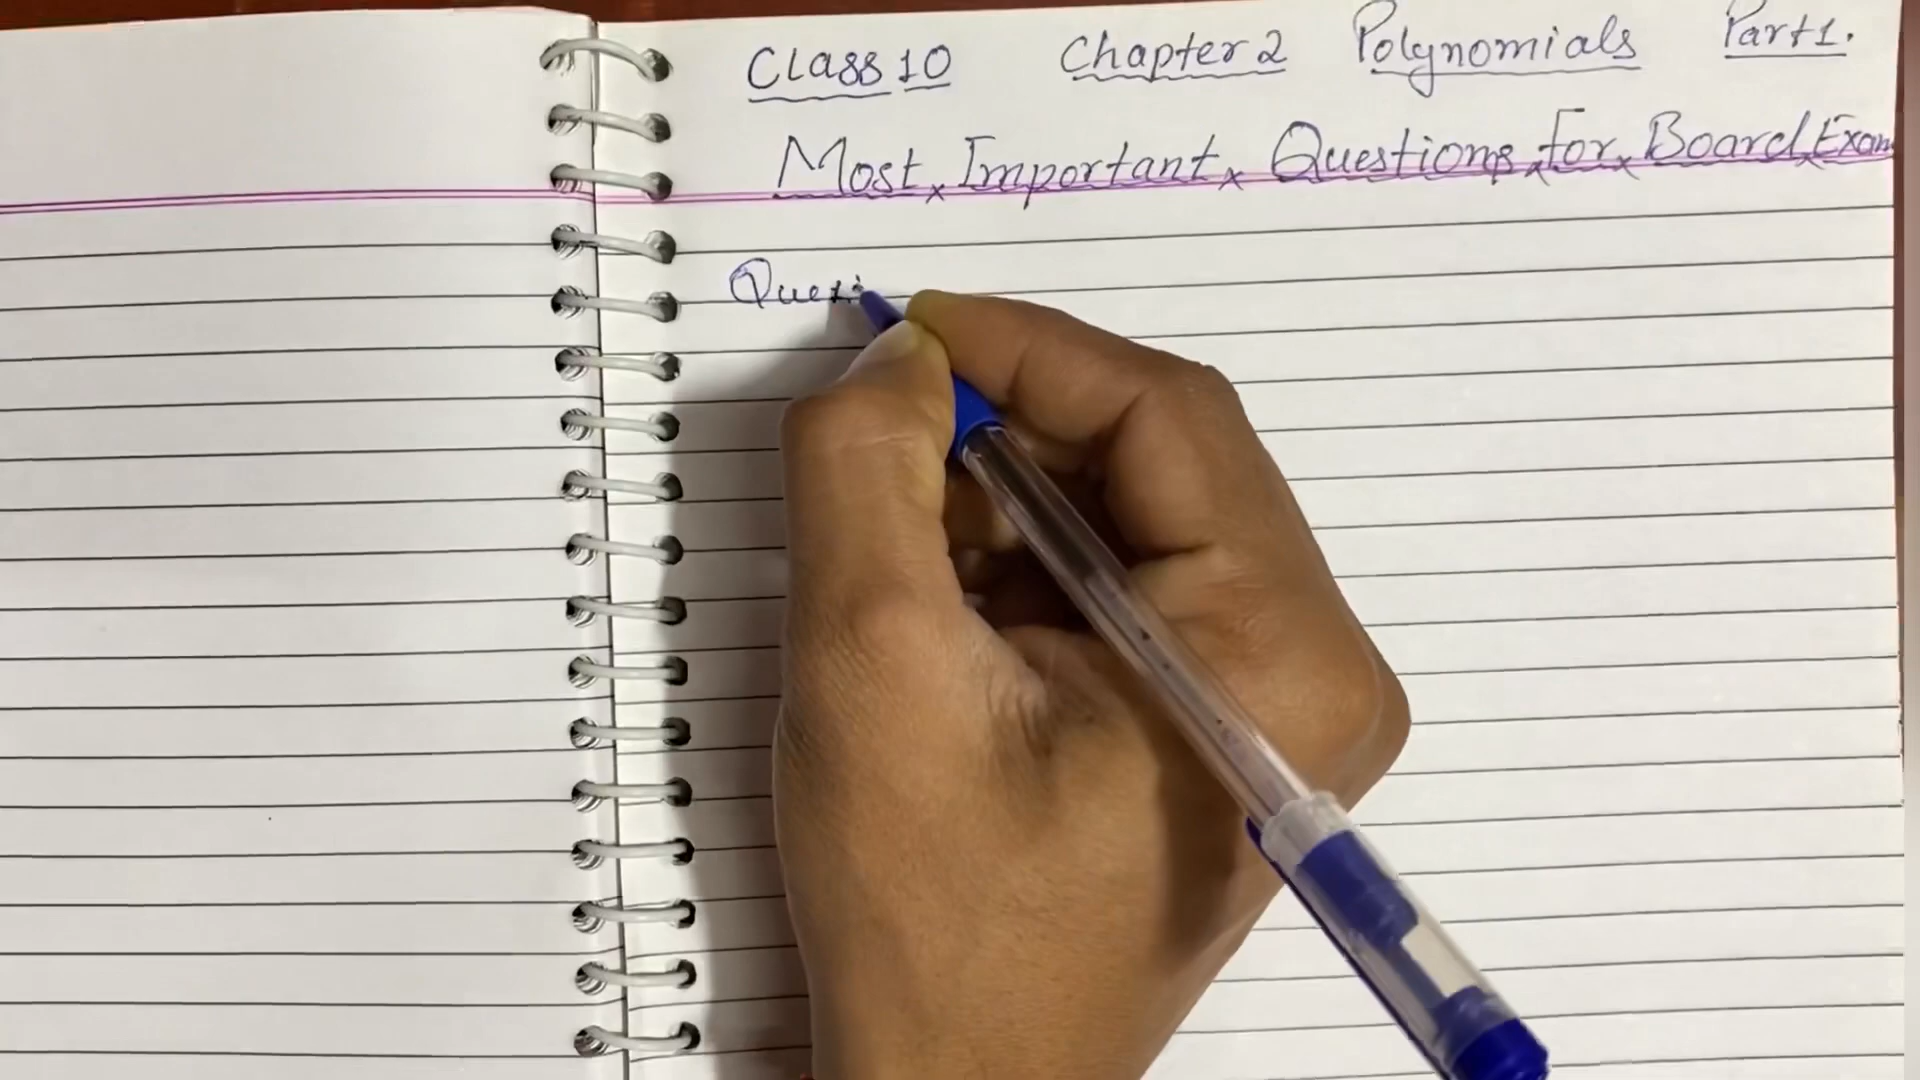 Class 10 Chapter 2 Polynomials Part 1.
Most Important Questions For Board Exam
Quest